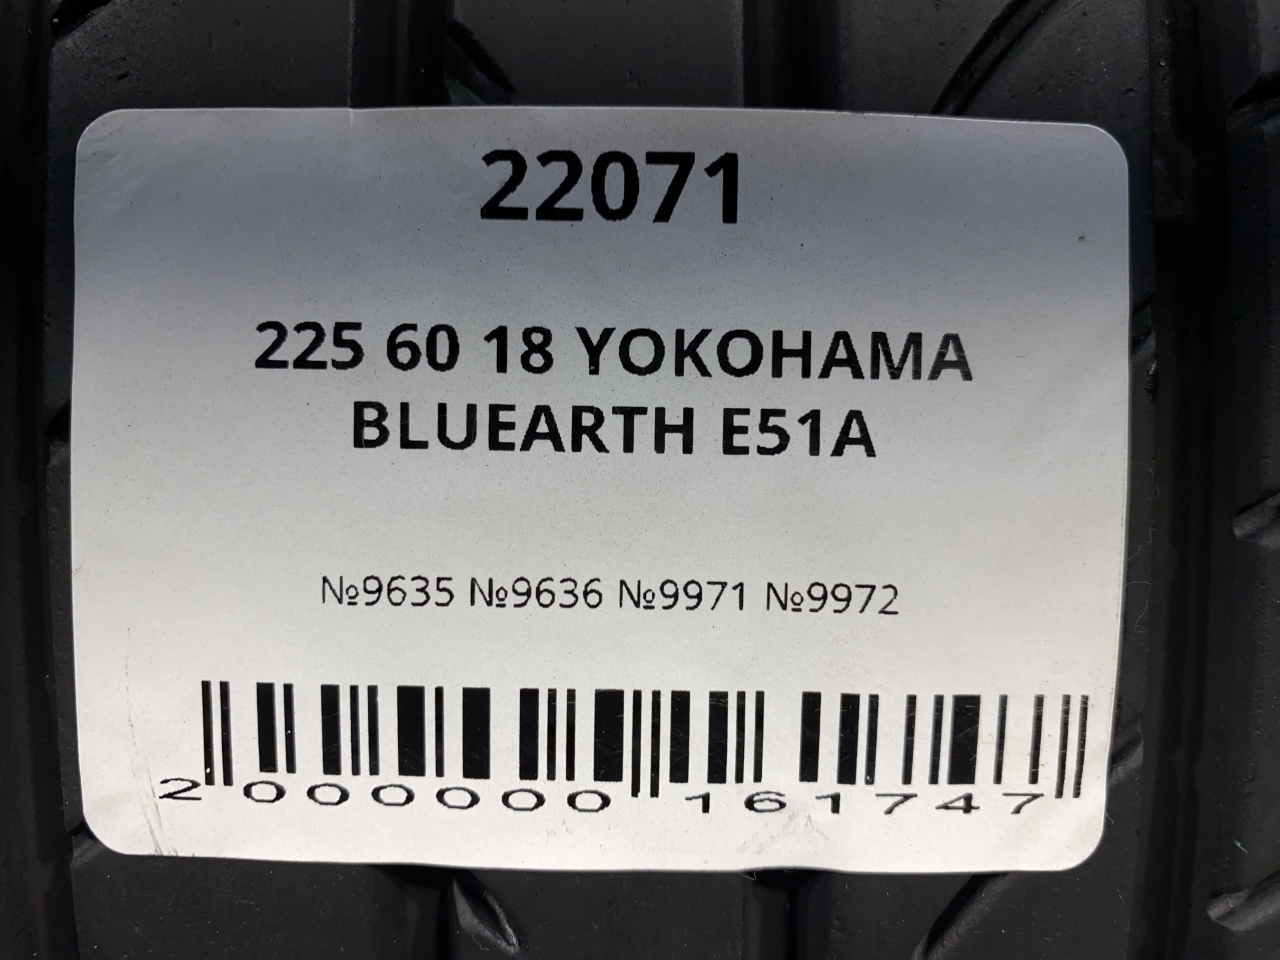 22071
225 60 18 YOKOHAMA
BLUEARTH E51A
№9635 №9636 №9971 №9972
2 000000 161747